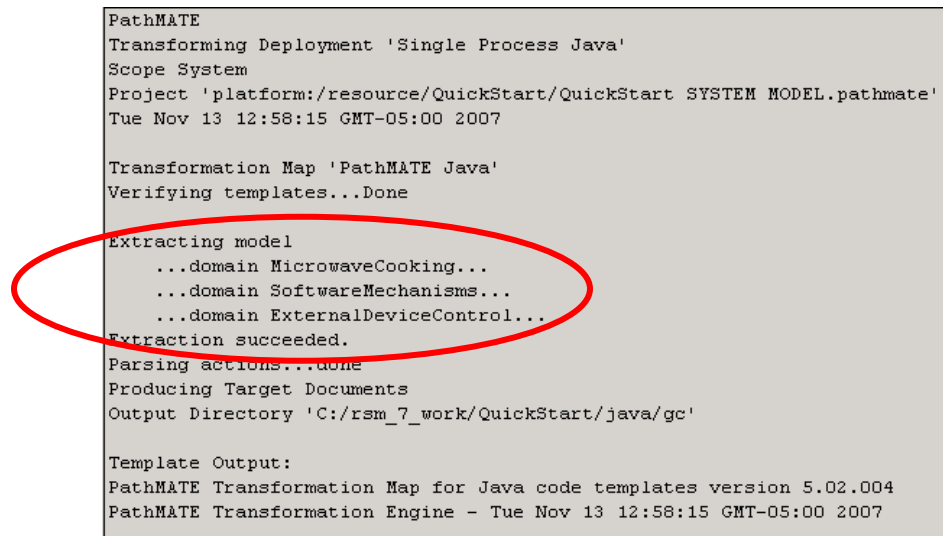 PathMATE
Transforming Deployment 'Single Process Java'
Scope System
Project 'platform:/resource/QuickStart/QuickStart SYSTEM MODEL.pathmate'
Tue Nov 13 12:58:15 GMT-05:00 2007
Transformation Map 'PathMATE Java'
Verifying templates...Done
Extracting model
...domain MicrowaveCooking...
...domain SoftwareMechanisms...
...domain ExternalDeviceControl...
Extraction succeeded.
Parsing actions...done
Producing Target Documents
Output Directory 'C:/rsm_7_work/QuickStart/java/gc'
Template Output:
PathMATE Transformation Map for Java code templates version 5.02.004
PathMATE Transformation Engine - Tue Nov 13 12:58:15 GMT-05:00 2007